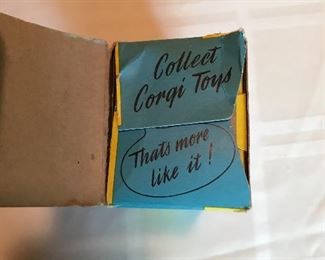 Collect
Corgi Toys
Thats more
like it!